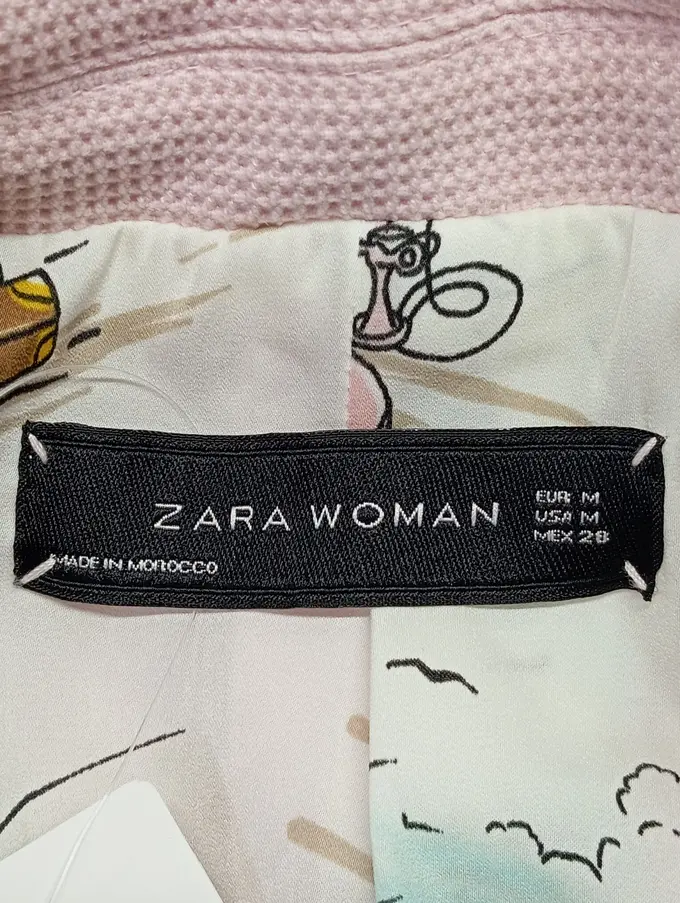 ZARA WOMAN
EUR M
USA M
MEX 28
MADE IN MOROCCO